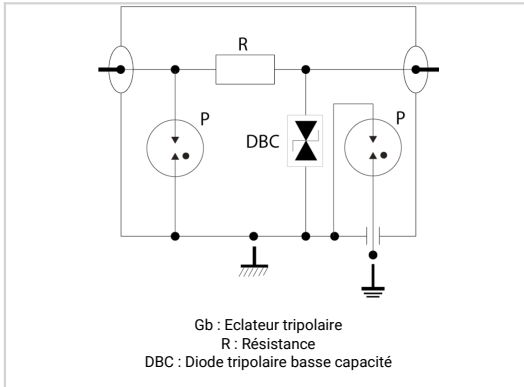 R
P
DBC
P
Gb : Eclateur tripolaire
R : Résistance
DBC : Diode tripolaire basse capacité